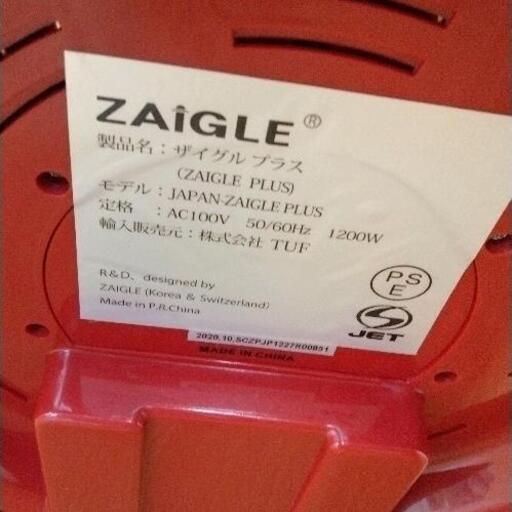 ZAiGLE®
製品名：ザイグル プラス
(ZAIGLE PLUS)
モデル：JAPAN-ZAIGLE PLUS
定格 ：AC100V 50/60Hz 1200W
輸入販売元：株式会社 TUF
R&D、designed by
ZAIGLE (Korea & Switzerland)
Made in P.R.China
PS
E
JET
2020.10.SCZPJP1227R00851
MADE IN CHINA